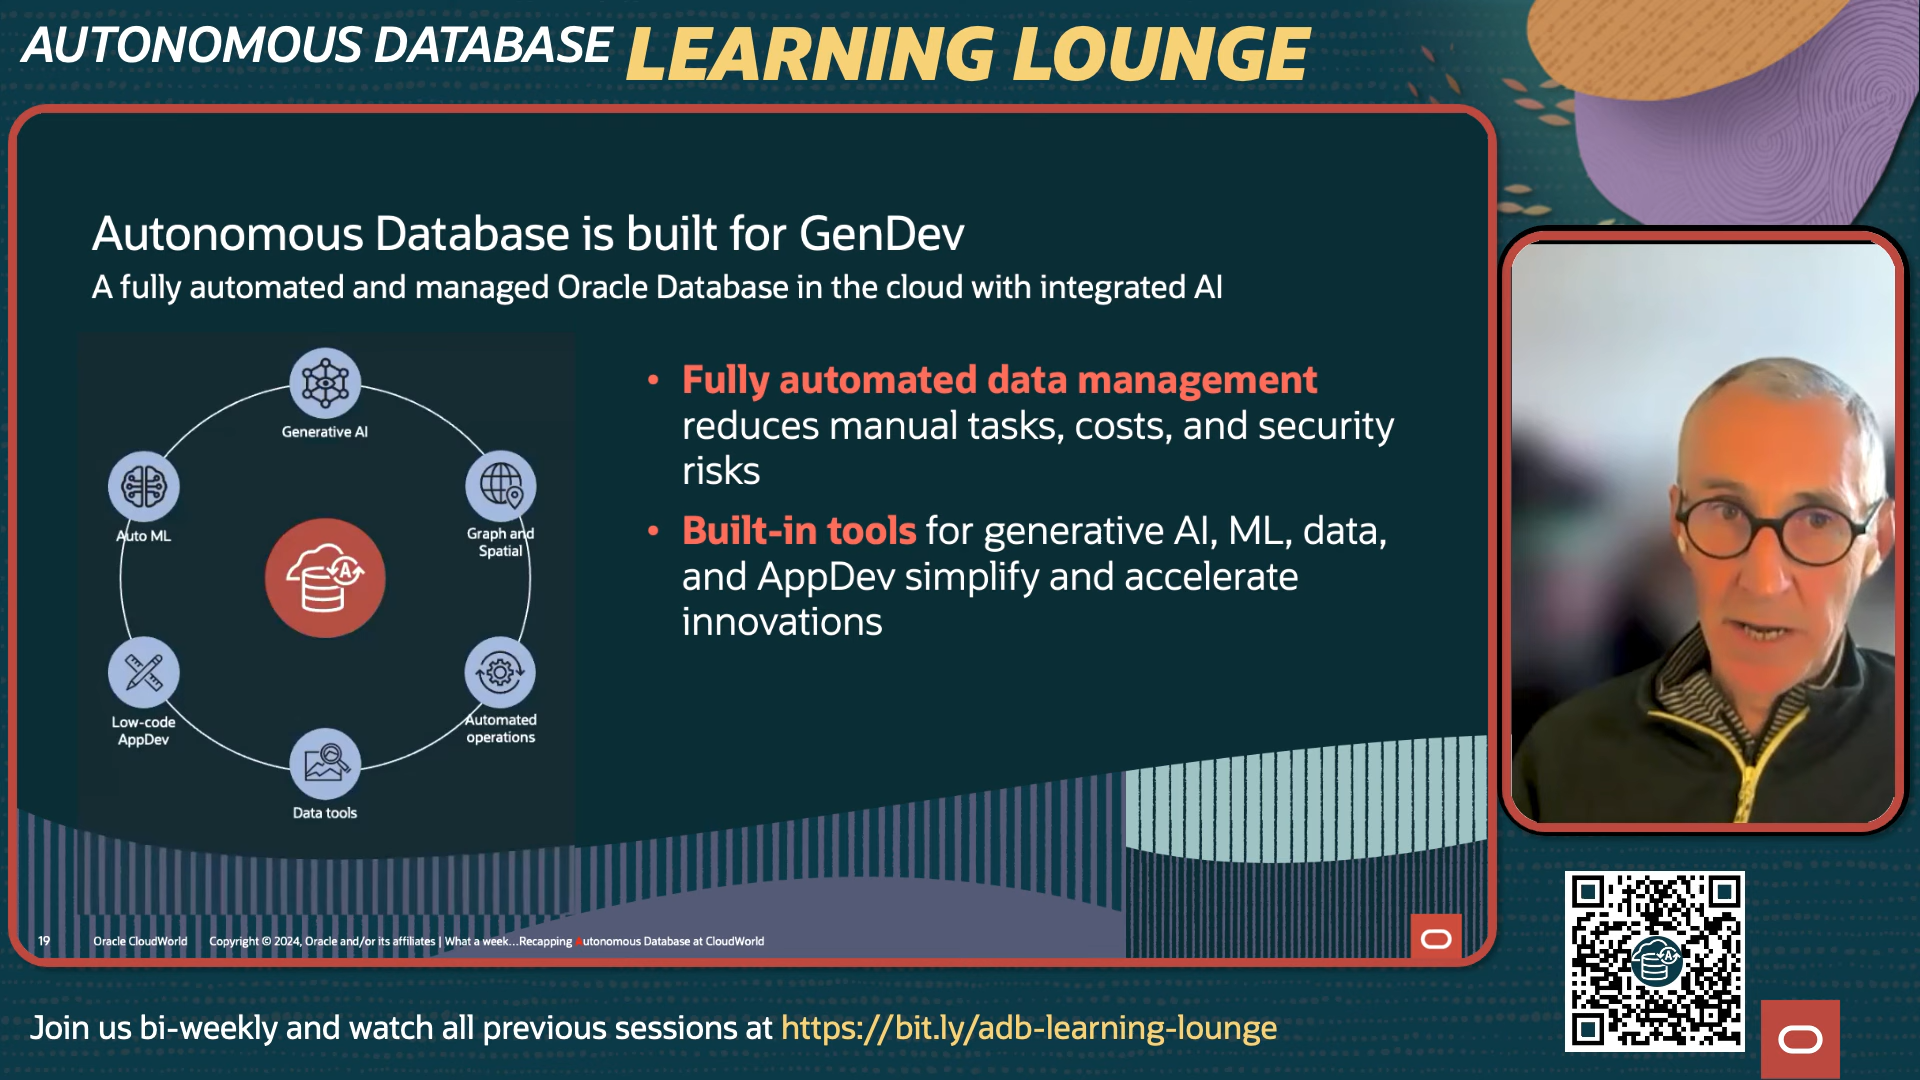 AUTONOMOUS DATABASE LEARNING LOUNGE
Autonomous Database is built for GenDev
A fully automated and managed Oracle Database in the cloud with integrated AI
Generative AI
Auto ML
Graph and
Spatial
A
Low-code
AppDev
Automated
operations
Data tools
• Fully automated data management
reduces manual tasks, costs, and security
risks
• Built-in tools for generative AI, ML, data,
and AppDev simplify and accelerate
innovations
19 Oracle CloudWorld Copyright © 2024, Oracle and/or its affiliates | What a week...Recapping Autonomous Database at CloudWorld
A
Join us bi-weekly and watch all previous sessions at https://bit.ly/adb-learning-lounge